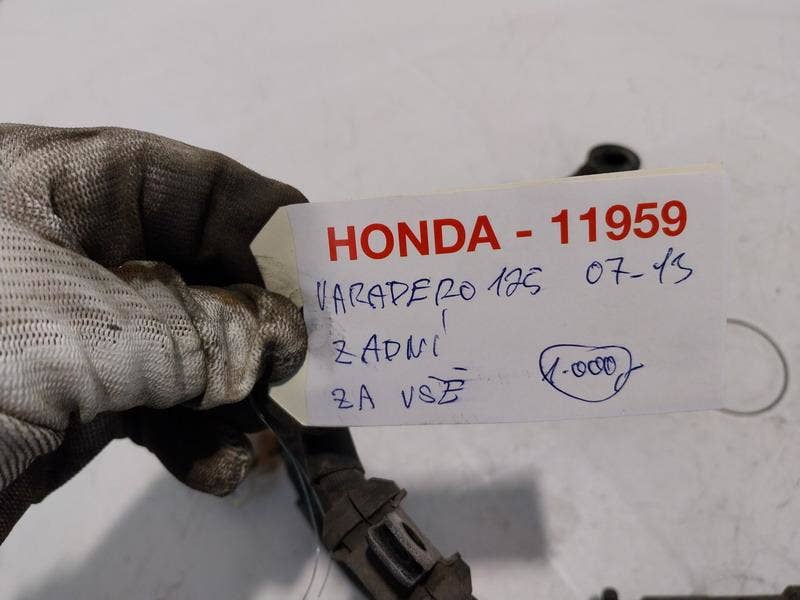 HONDA - 11959
VARADERO 125 07-13
ZADNÍ
ZA VŠE 1.000,-